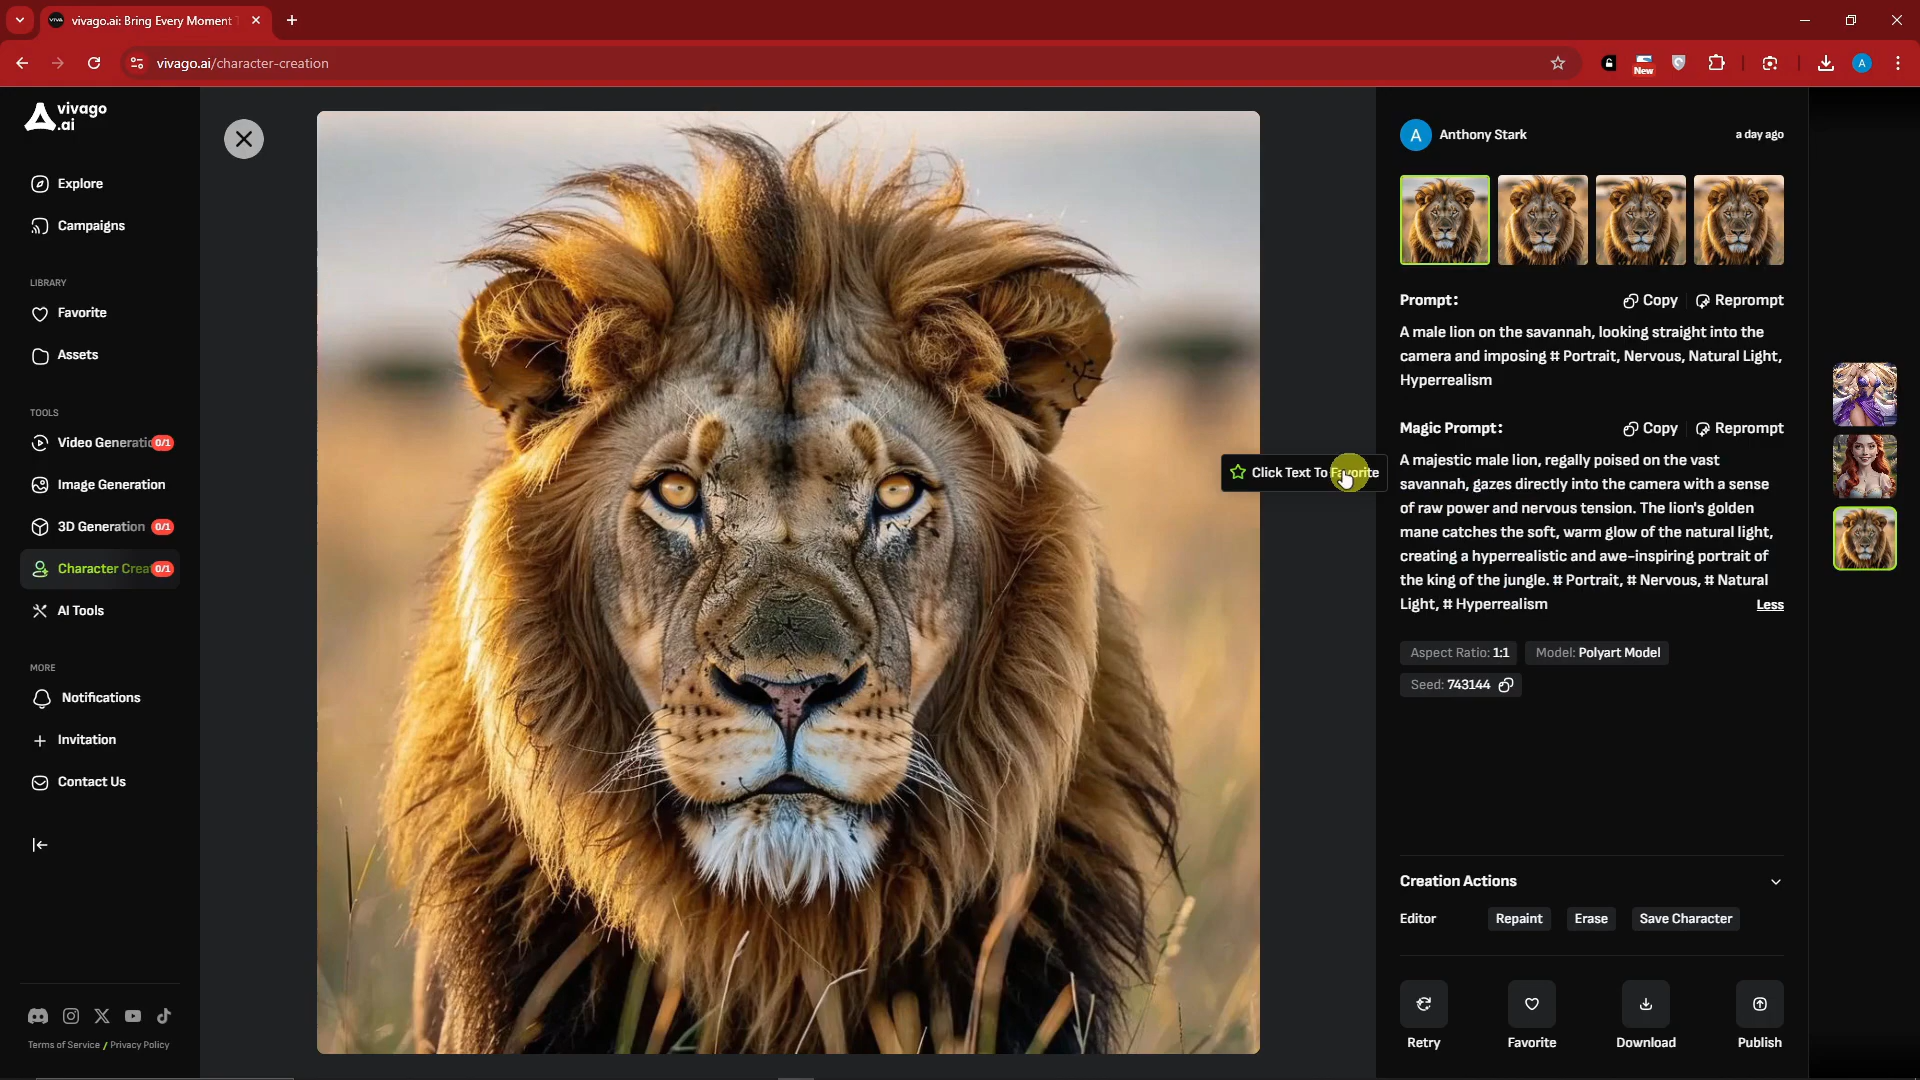 vivago.ai: Bring Every Moment
vivago.ai/character-creation
New
A
vivago
.ai
Explore
Campaigns
LIBRARY
Favorite
Assets
TOOLS
Video Generatio 0/1
Image Generation
3D Generation 0/1
Character Crea 0/1
AI Tools
MORE
Notifications
Invitation
Contact Us
Terms of Service / Privacy Policy
Click Text To Favorite
A Anthony Stark a day ago
Prompt: Copy Reprompt
A male lion on the savannah, looking straight into the
camera and imposing # Portrait, Nervous, Natural Light,
Hyperrealism
Magic Prompt: Copy Reprompt
A majestic male lion, regally poised on the vast
savannah, gazes directly into the camera with a sense
of raw power and nervous tension. The lion's golden
mane catches the soft, warm glow of the natural light,
creating a hyperrealistic and awe-inspiring portrait of
the king of the jungle. # Portrait, # Nervous, # Natural
Light, # Hyperrealism Less
Aspect Ratio: 1:1 Model: Polyart Model
Seed: 743144
Creation Actions
Editor Repaint Erase Save Character
Retry Favorite Download Publish